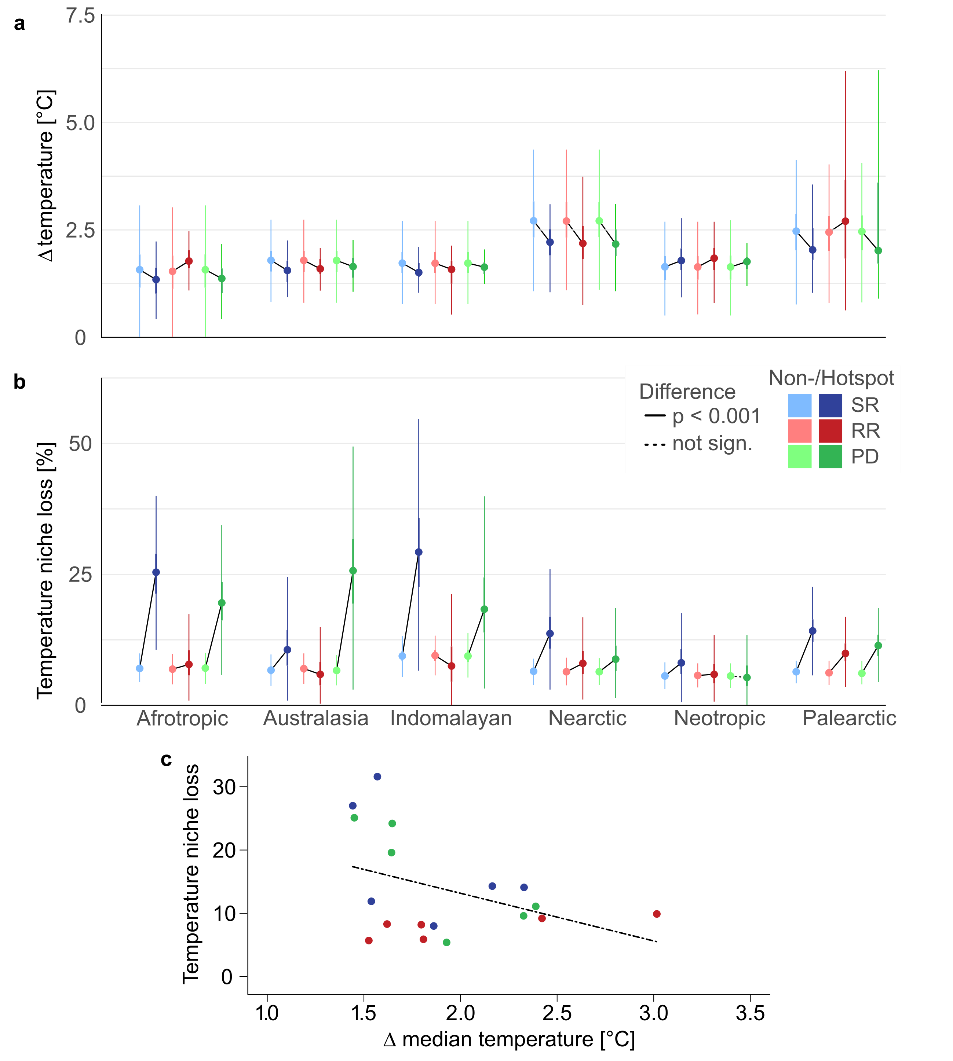 a
7.5
5.0
2.5
0
Δ temperature [°C]
b
50
25
0
Temperature niche loss [%]
Difference
p < 0.001
not sign.
Non-/Hotspot
SR
RR
PD
Afrotropic Australasia Indomalayan Nearctic Neotropic Palearctic
c
30
20
10
0
Temperature niche loss
1.0 1.5 2.0 2.5 3.0 3.5
Δ median temperature [°C]